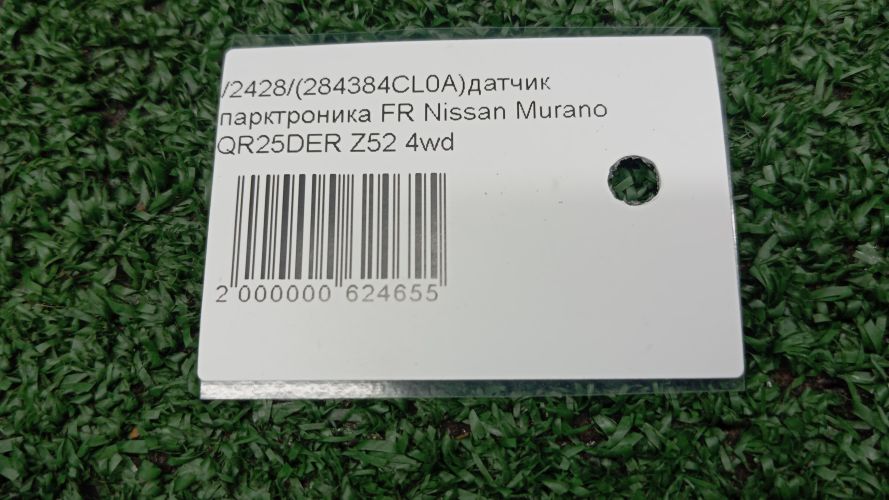 /2428/(284384CL0A)датчик
парктроника FR Nissan Murano
QR25DER Z52 4wd
2 000000 624655